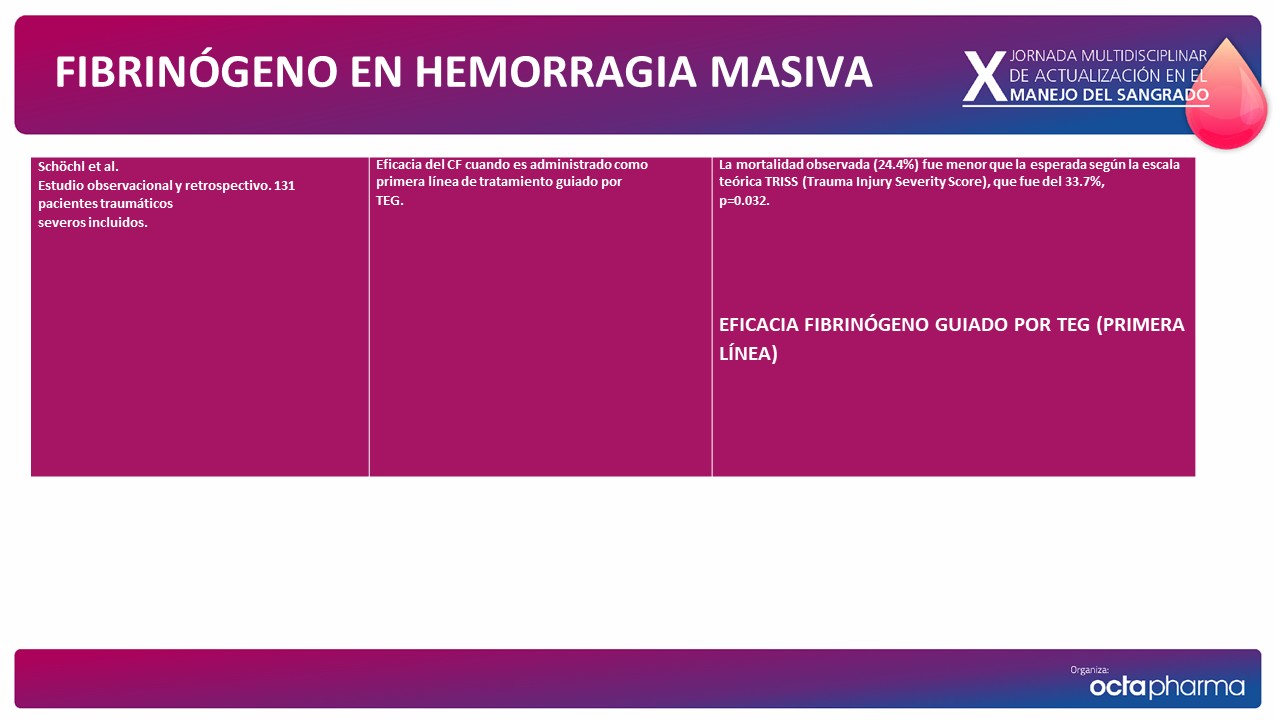 FIBRINÓGENO EN HEMORRAGIA MASIVA
X JORNADA MULTIDISCIPLINAR
DE ACTUALIZACIÓN EN EL
MANEJO DEL SANGRADO
Schöchl et al.
Estudio observacional y retrospectivo. 131
pacientes traumáticos
severos incluidos.
Eficacia del CF cuando es administrado como
primera línea de tratamiento guiado por
TEG.
La mortalidad observada (24.4%) fue menor que la esperada según la escala
teórica TRISS (Trauma Injury Severity Score), que fue del 33.7%,
p=0.032.
EFICACIA FIBRINÓGENO GUIADO POR TEG (PRIMERA
LÍNEA)
Organiza:
octapharma